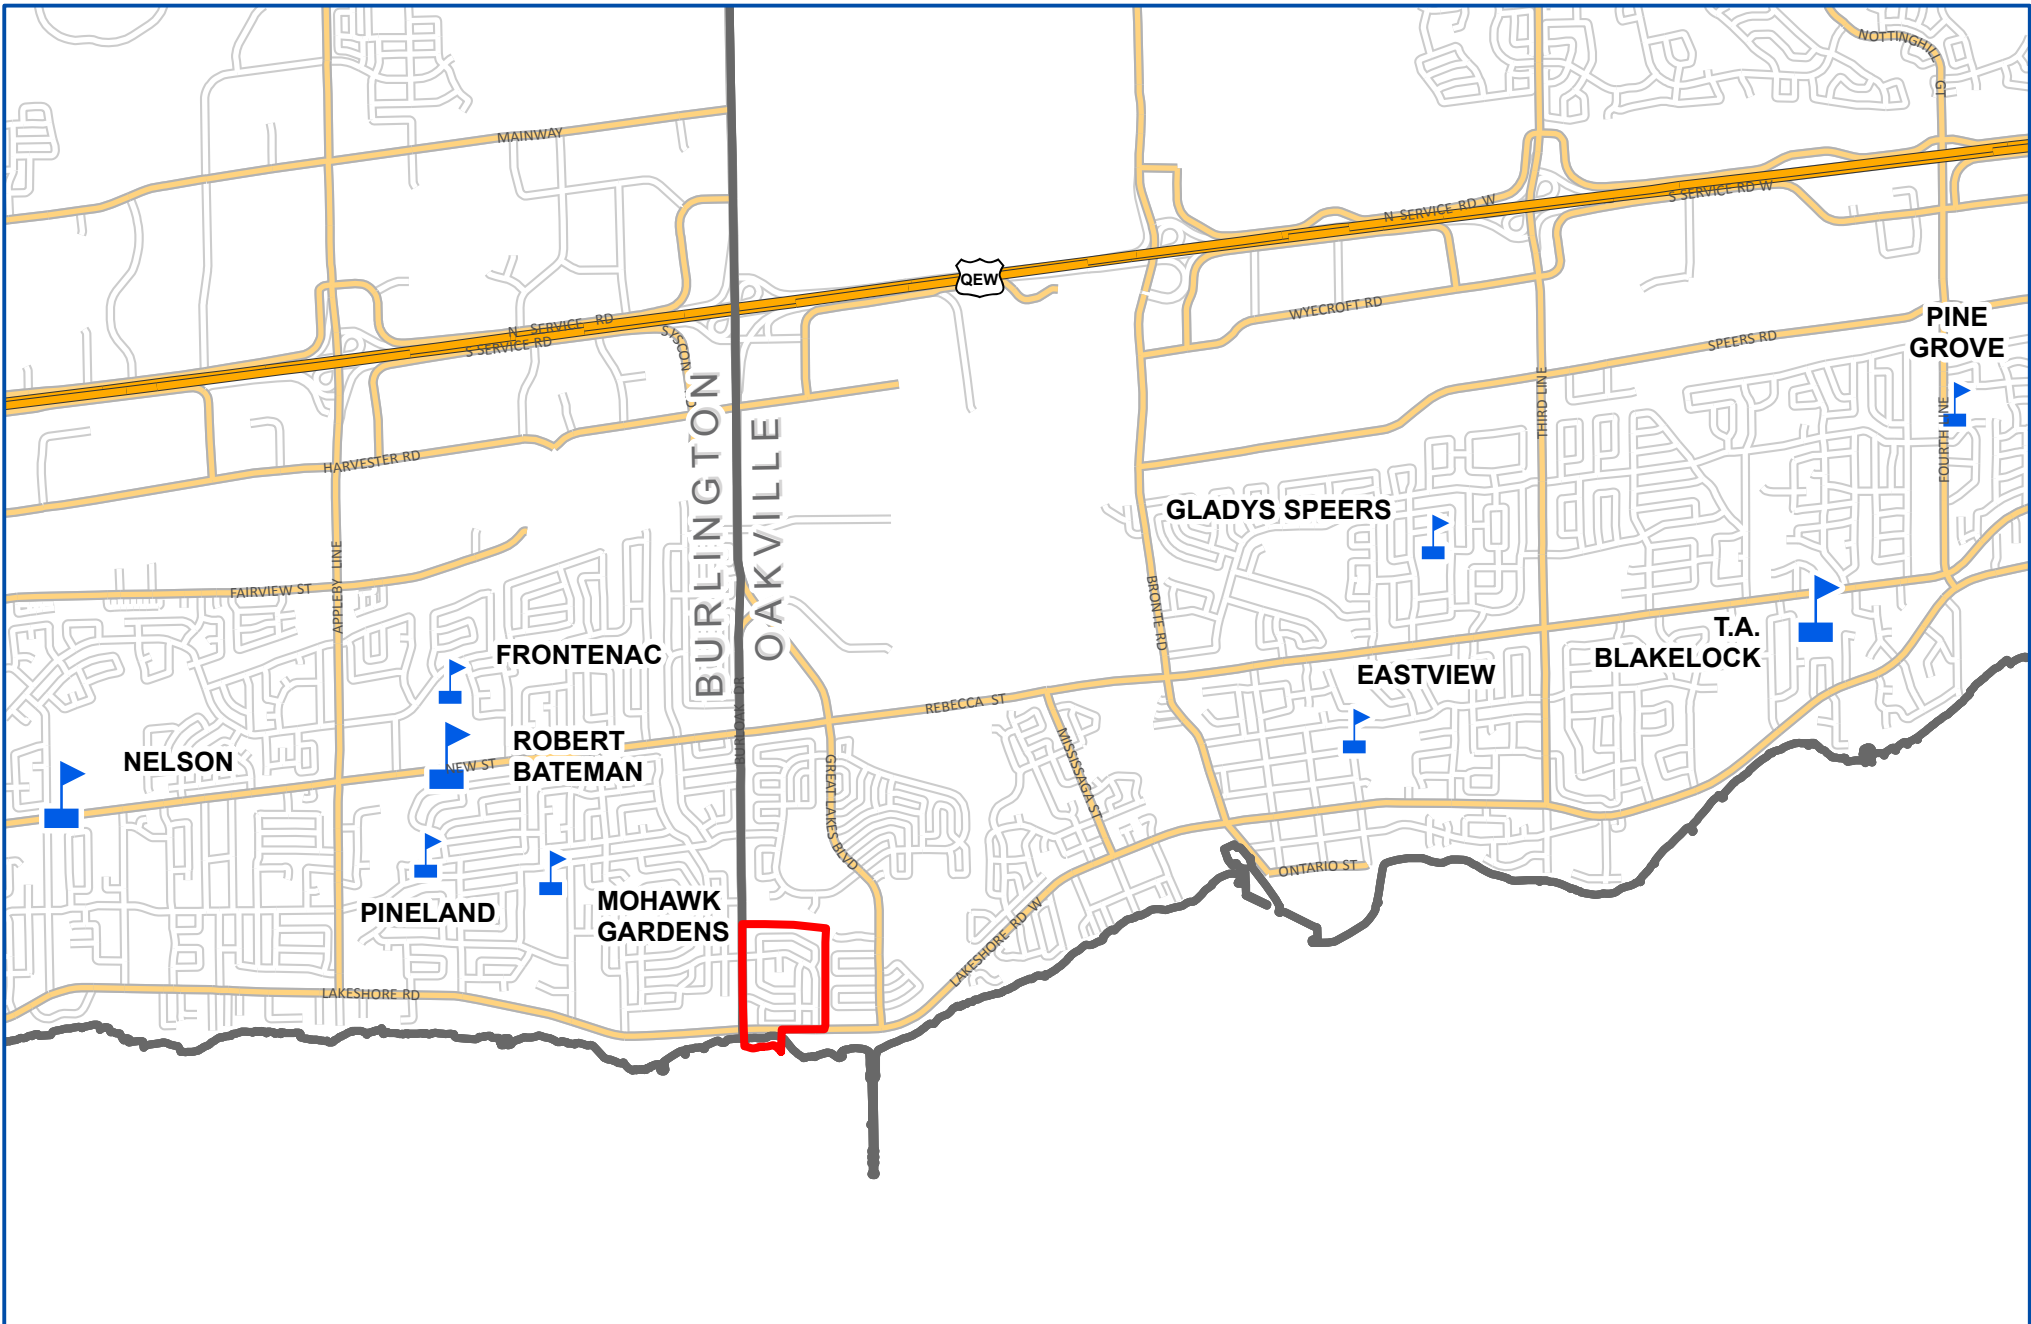 NOTTINGHILL
GT
MAINWAY
N SERVICE RD W
S SERVICE RD W
QEW
WYECROFT RD
N SERVICE RD
S SERVICE RD
SYSCON
SPEERS RD
PINE
GROVE
THIRD LINE
FOURTH LINE
HARVESTER RD
BURLINGTON
OAKVILLE
GLADYS SPEERS
APPLEBY LINE
FAIRVIEW ST
BRONTE RD
T.A.
BLAKELOCK
FRONTENAC
EASTVIEW
BURLOAK DR
REBECCA ST
NELSON
ROBERT
BATEMAN
NEW ST
MISSISSAGA ST
GREAT LAKES BLVD
ONTARIO ST
PINELAND
MOHAWK
GARDENS
LAKESHORE RD W
LAKESHORE RD